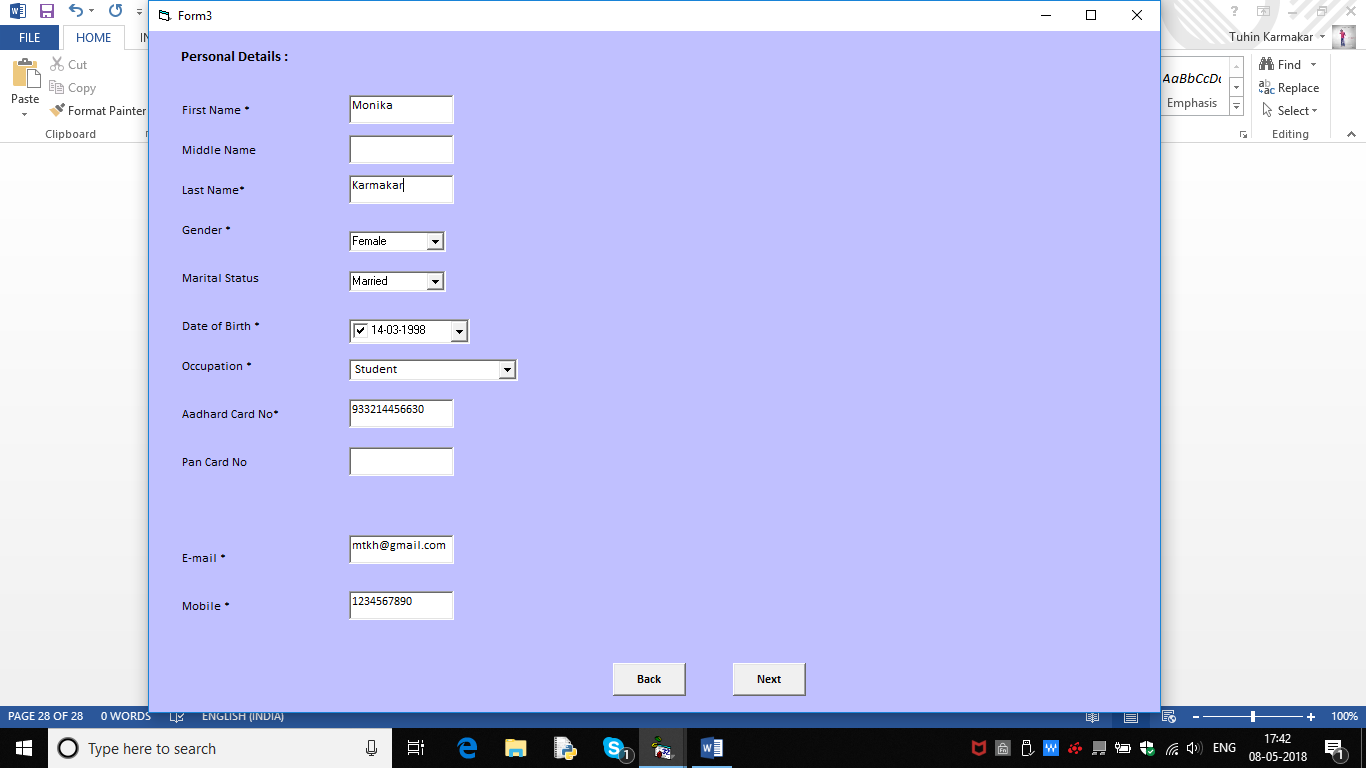 Form3
Tuhin Karmakar
FILE
HOME
IN
Cut
Copy
Format Painter
Paste
Clipboard
AaBbCcDc
Emphasis
Find
Replace
Select
Editing
Personal Details :
First Name * Monika
Middle Name
Last Name* Karmakar
Gender * Female
Marital Status Married
Date of Birth * 14-03-1998
Occupation * Student
Aadhard Card No* 933214456630
Pan Card No
E-mail * mtkh@gmail.com
Mobile * 1234567890
Back Next
PAGE 28 OF 28 0 WORDS ENGLISH (INDIA) 100%
Type here to search
ENG
17:42
08-05-2018